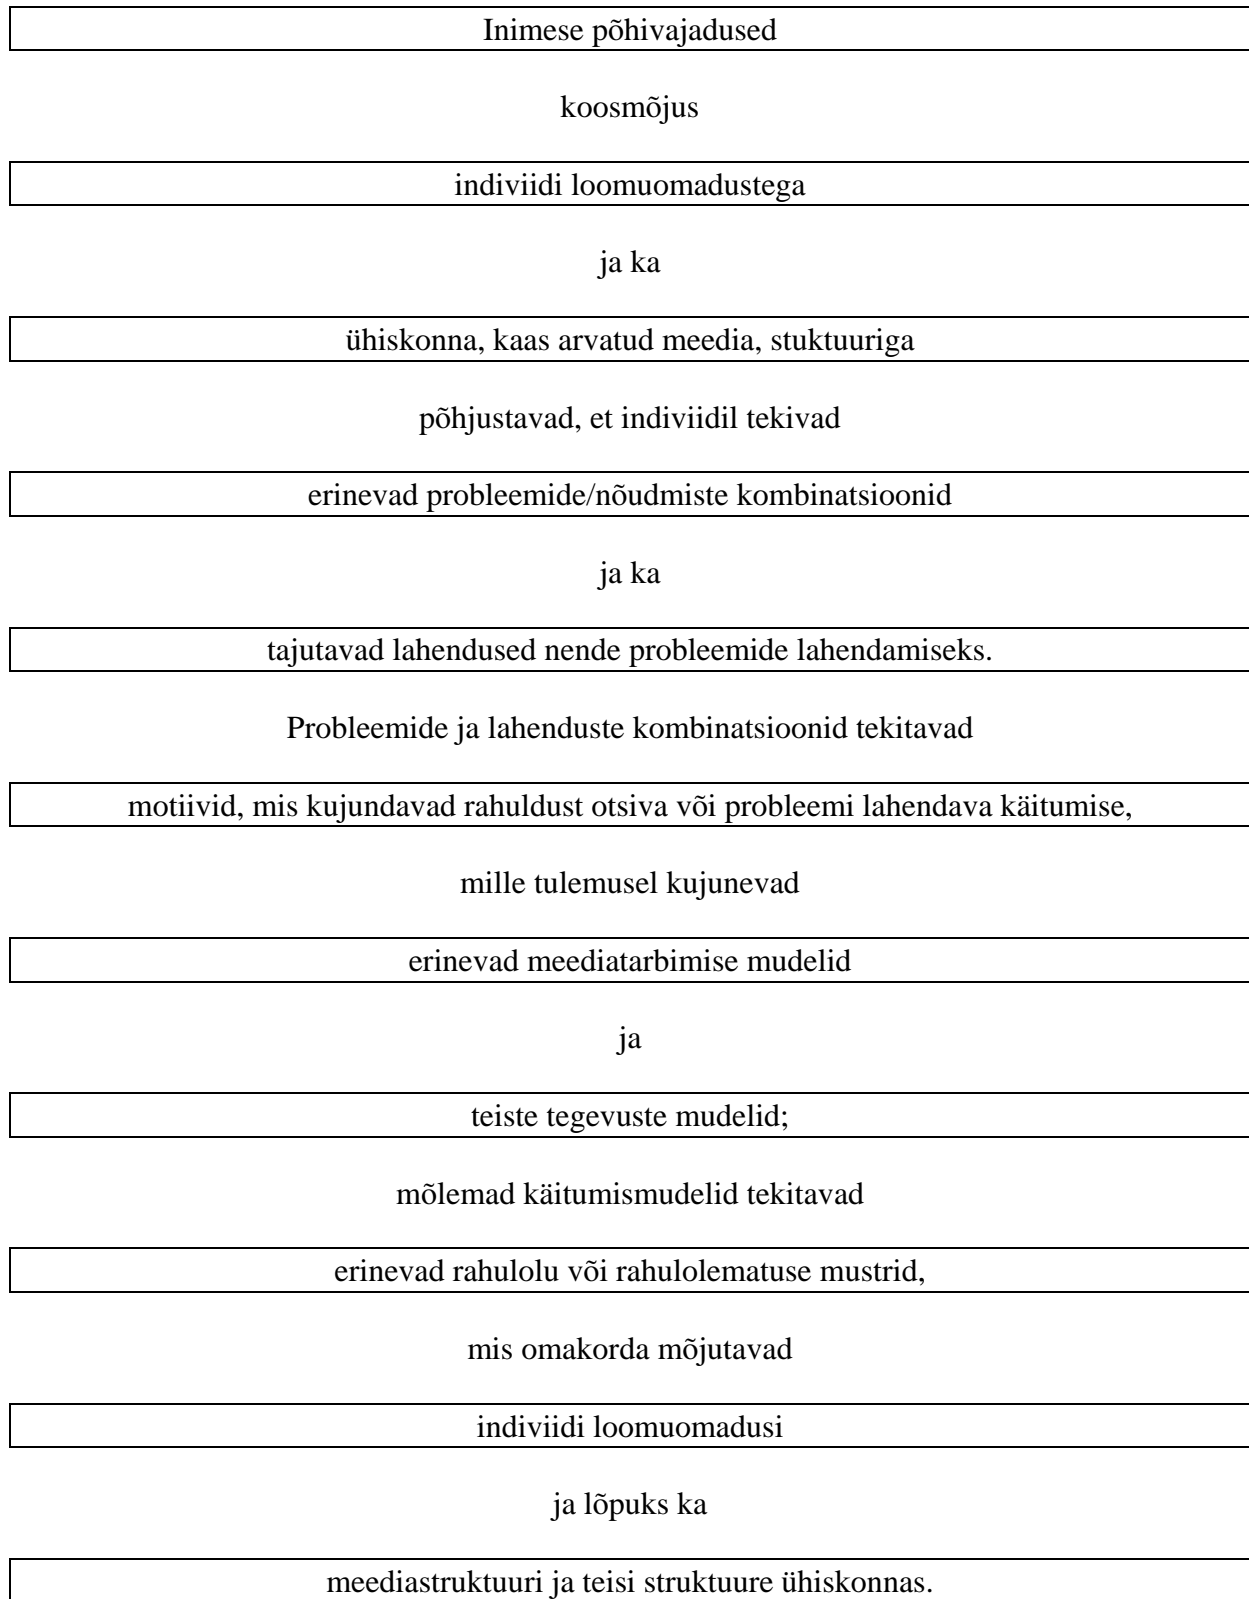 Inimese põhivajadused
koosmõjus
indiviidi loomuomadustega
ja ka
ühiskonna, kaas arvatud meedia, stuktuuriga
põhjustavad, et indiviidil tekivad
erinevad probleemide/nõudmiste kombinatsioonid
ja ka
tajutavad lahendused nende probleemide lahendamiseks.
Probleemide ja lahenduste kombinatsioonid tekitavad
motiivid, mis kujundavad rahuldust otsiva või probleemi lahendava käitumise,
mille tulemusel kujunevad
erinevad meediatarbimise mudelid
ja
teiste tegevuste mudelid;
mõlemad käitumismudelid tekitavad
erinevad rahulolu või rahulolematuse mustrid,
mis omakorda mõjutavad
indiviidi loomuomadusi
ja lõpuks ka
meediastruktuuri ja teisi struktuure ühiskonnas.